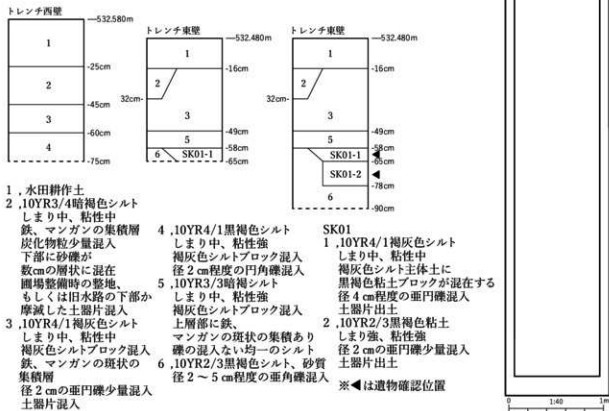 トレンチ西壁
532.580m
1
-25cm
2
-45cm
3
-60cm
4
-75cm
トレンチ東壁
532.480m
1
-16cm
2
32cm-
3
-49cm
5
-58cm
6 SK01-1
-65cm
トレンチ東壁
532.480m
1
-16cm
2
32cm-
3
-49cm
5
-58cm
SK01-1
-65cm
SK01-2
-78cm
6
-90cm
1 ,水田耕作土
2 ,10YR3/4暗褐色シルト
しまり中、粘性中
鉄、マンガンの集積層
炭化物粒少量混入
下部に砂礫が
数cmの層状に混在
圃場整備時の整地、
もしくは旧水路の下部か
摩滅した土器片混入
3 ,10YR4/1褐灰色シルト
しまり中、粘性中
褐灰色シルトブロック混入
鉄、マンガンの斑状の
集積層
径2㎝の亜円礫少量混入
土器片混入
4 ,10YR4/1黒褐色シルト
しまり中、粘性強
褐灰色シルトブロック混入
径2㎝程度の円角礫混入
5 ,10YR3/3暗褐シルト
しまり中、粘性強
褐灰色シルトブロック混入
上層部に鉄、
マンガンの斑状の集積あり
礫の混入ない均一のシルト
6 ,10YR2/3黒褐色シルト、砂質
径2～5㎝程度の亜角礫混入
SK01
1 ,10YR4/1褐灰色シルト
しまり中、粘性中
褐灰色シルト主体土に
黒褐色粘土ブロックが混在する
径4㎝程度の亜円礫混入
土器片出土
2 ,10YR2/3黒褐色粘土
しまり強、粘性強
径2㎝の亜円礫少量混入
土器片出土
※◀は遺物確認位置
0 1:40 1m